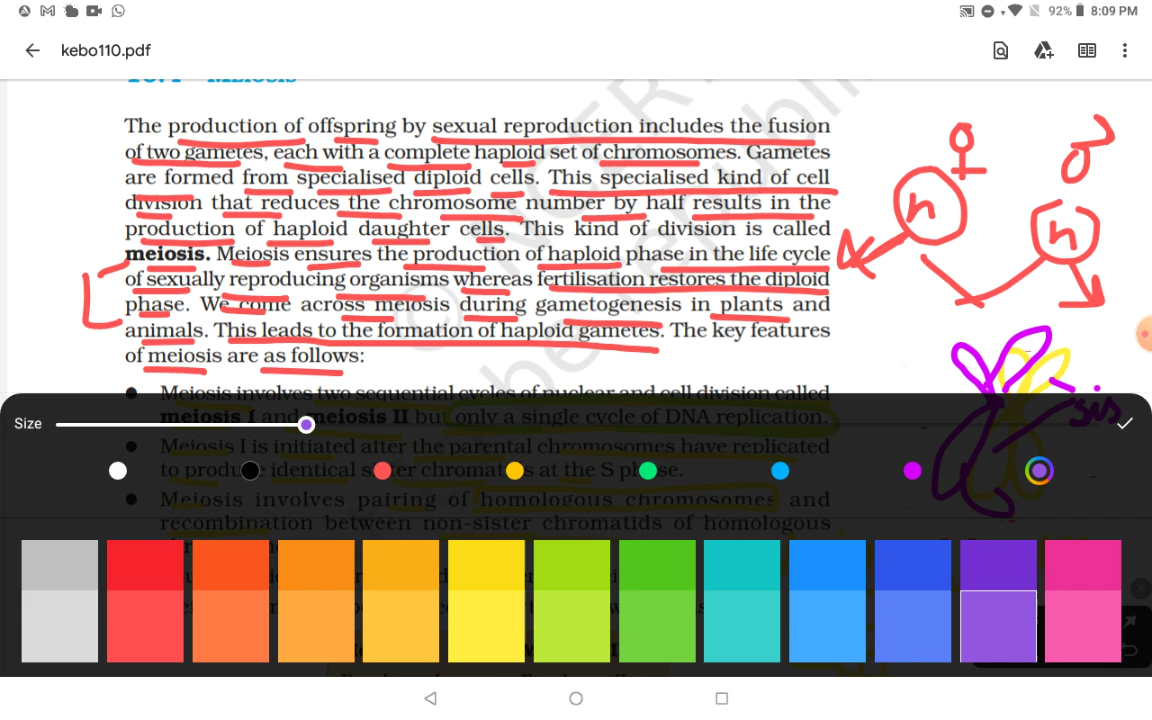 92% 8:09 PM
kebo110.pdf
The production of offspring by sexual reproduction includes the fusion
of two gametes, each with a complete haploid set of chromosomes. Gametes
are formed from specialised diploid cells. This specialised kind of cell
division that reduces the chromosome number by half results in the
production of haploid daughter cells. This kind of division is called
meiosis. Meiosis ensures the production of haploid phase in the life cycle
of sexually reproducing organisms whereas fertilisation restores the diploid
phase. We come across meiosis during gametogenesis in plants and
animals. This leads to the formation of haploid gametes. The key features
of meiosis are as follows:
♀ ♂
n n
Meiosis involves two sequential cycles of nuclear and cell division called
meiosis I and meiosis II but only a single cycle of DNA replication.
Size
Meiosis I is initiated after the parental chromosomes have replicated
to produce identical sister chromatids at the S phase.
Meiosis involves pairing of homologous chromosomes and
recombination between non-sister chromatids of homologous